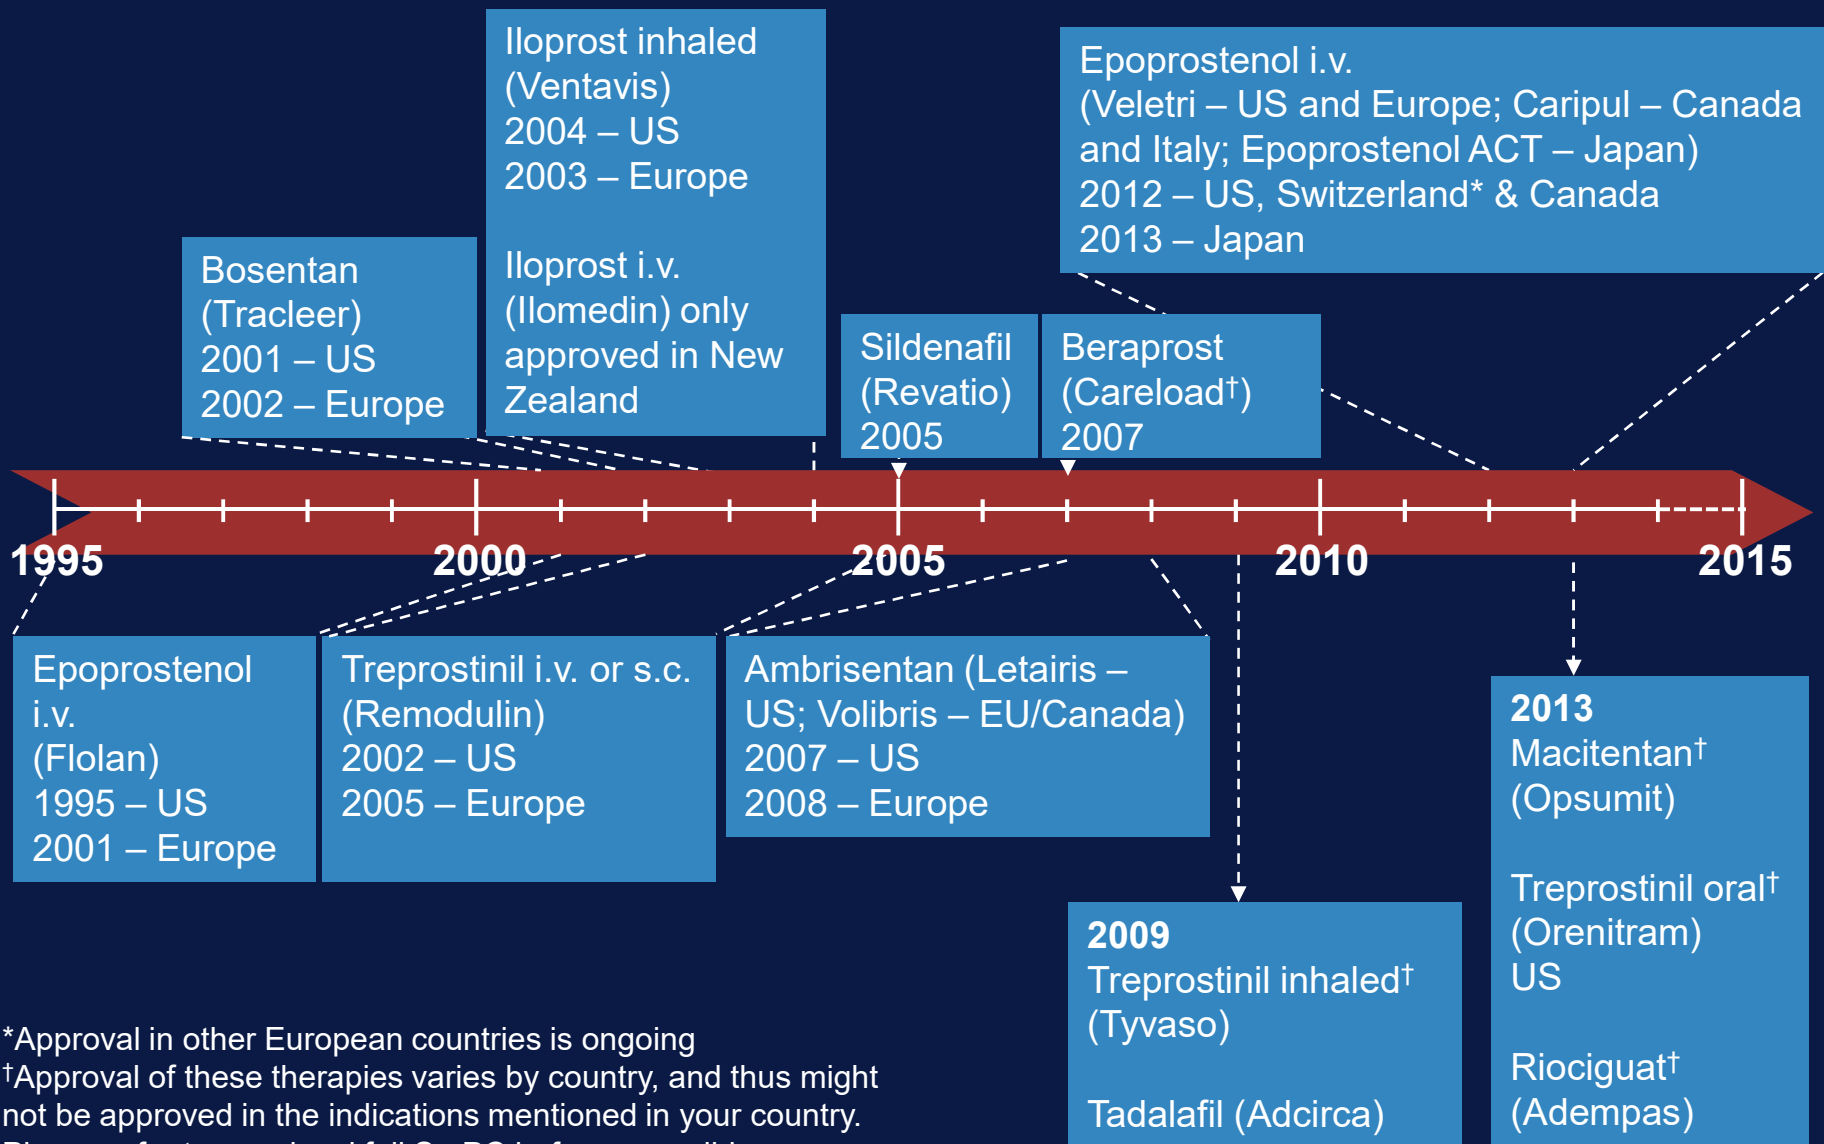 Iloprost inhaled
(Ventavis)
2004 – US
2003 – Europe
Iloprost i.v.
(Ilomedin) only
approved in New
Zealand
Epoprostenol i.v.
(Veletri – US and Europe; Caripul – Canada
and Italy; Epoprostenol ACT – Japan)
2012 – US, Switzerland* & Canada
2013 – Japan
Bosentan
(Tracleer)
2001 – US
2002 – Europe
Sildenafil
(Revatio)
2005
Beraprost
(Careload†)
2007
1995
2000
2005
2010
2015
Epoprostenol
i.v.
(Flolan)
1995 – US
2001 – Europe
Treprostinil i.v. or s.c.
(Remodulin)
2002 – US
2005 – Europe
Ambrisentan (Letairis –
US; Volibris – EU/Canada)
2007 – US
2008 – Europe
2009
Treprostinil inhaled†
(Tyvaso)
Tadalafil (Adcirca)
2013
Macitentan†
(Opsumit)
Treprostinil oral†
(Orenitram)
US
Riociguat†
(Adempas)
*Approval in other European countries is ongoing
†Approval of these therapies varies by country, and thus might
not be approved in the indications mentioned in your country.